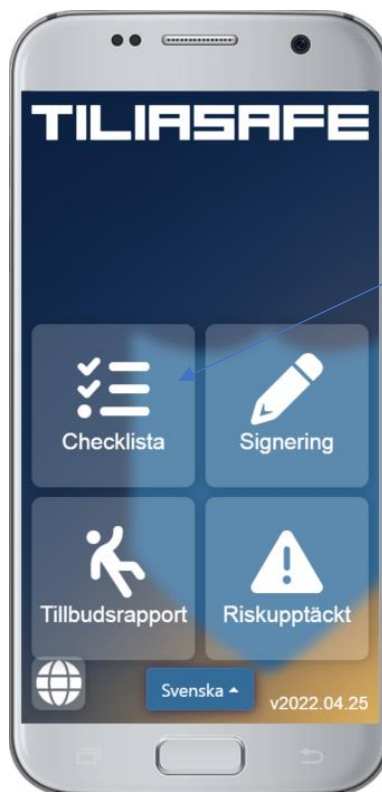 TILIASAFE
Checklista
Signering
Tillbudsrapport
Riskupptäckt
Svenska
v2022.04.25